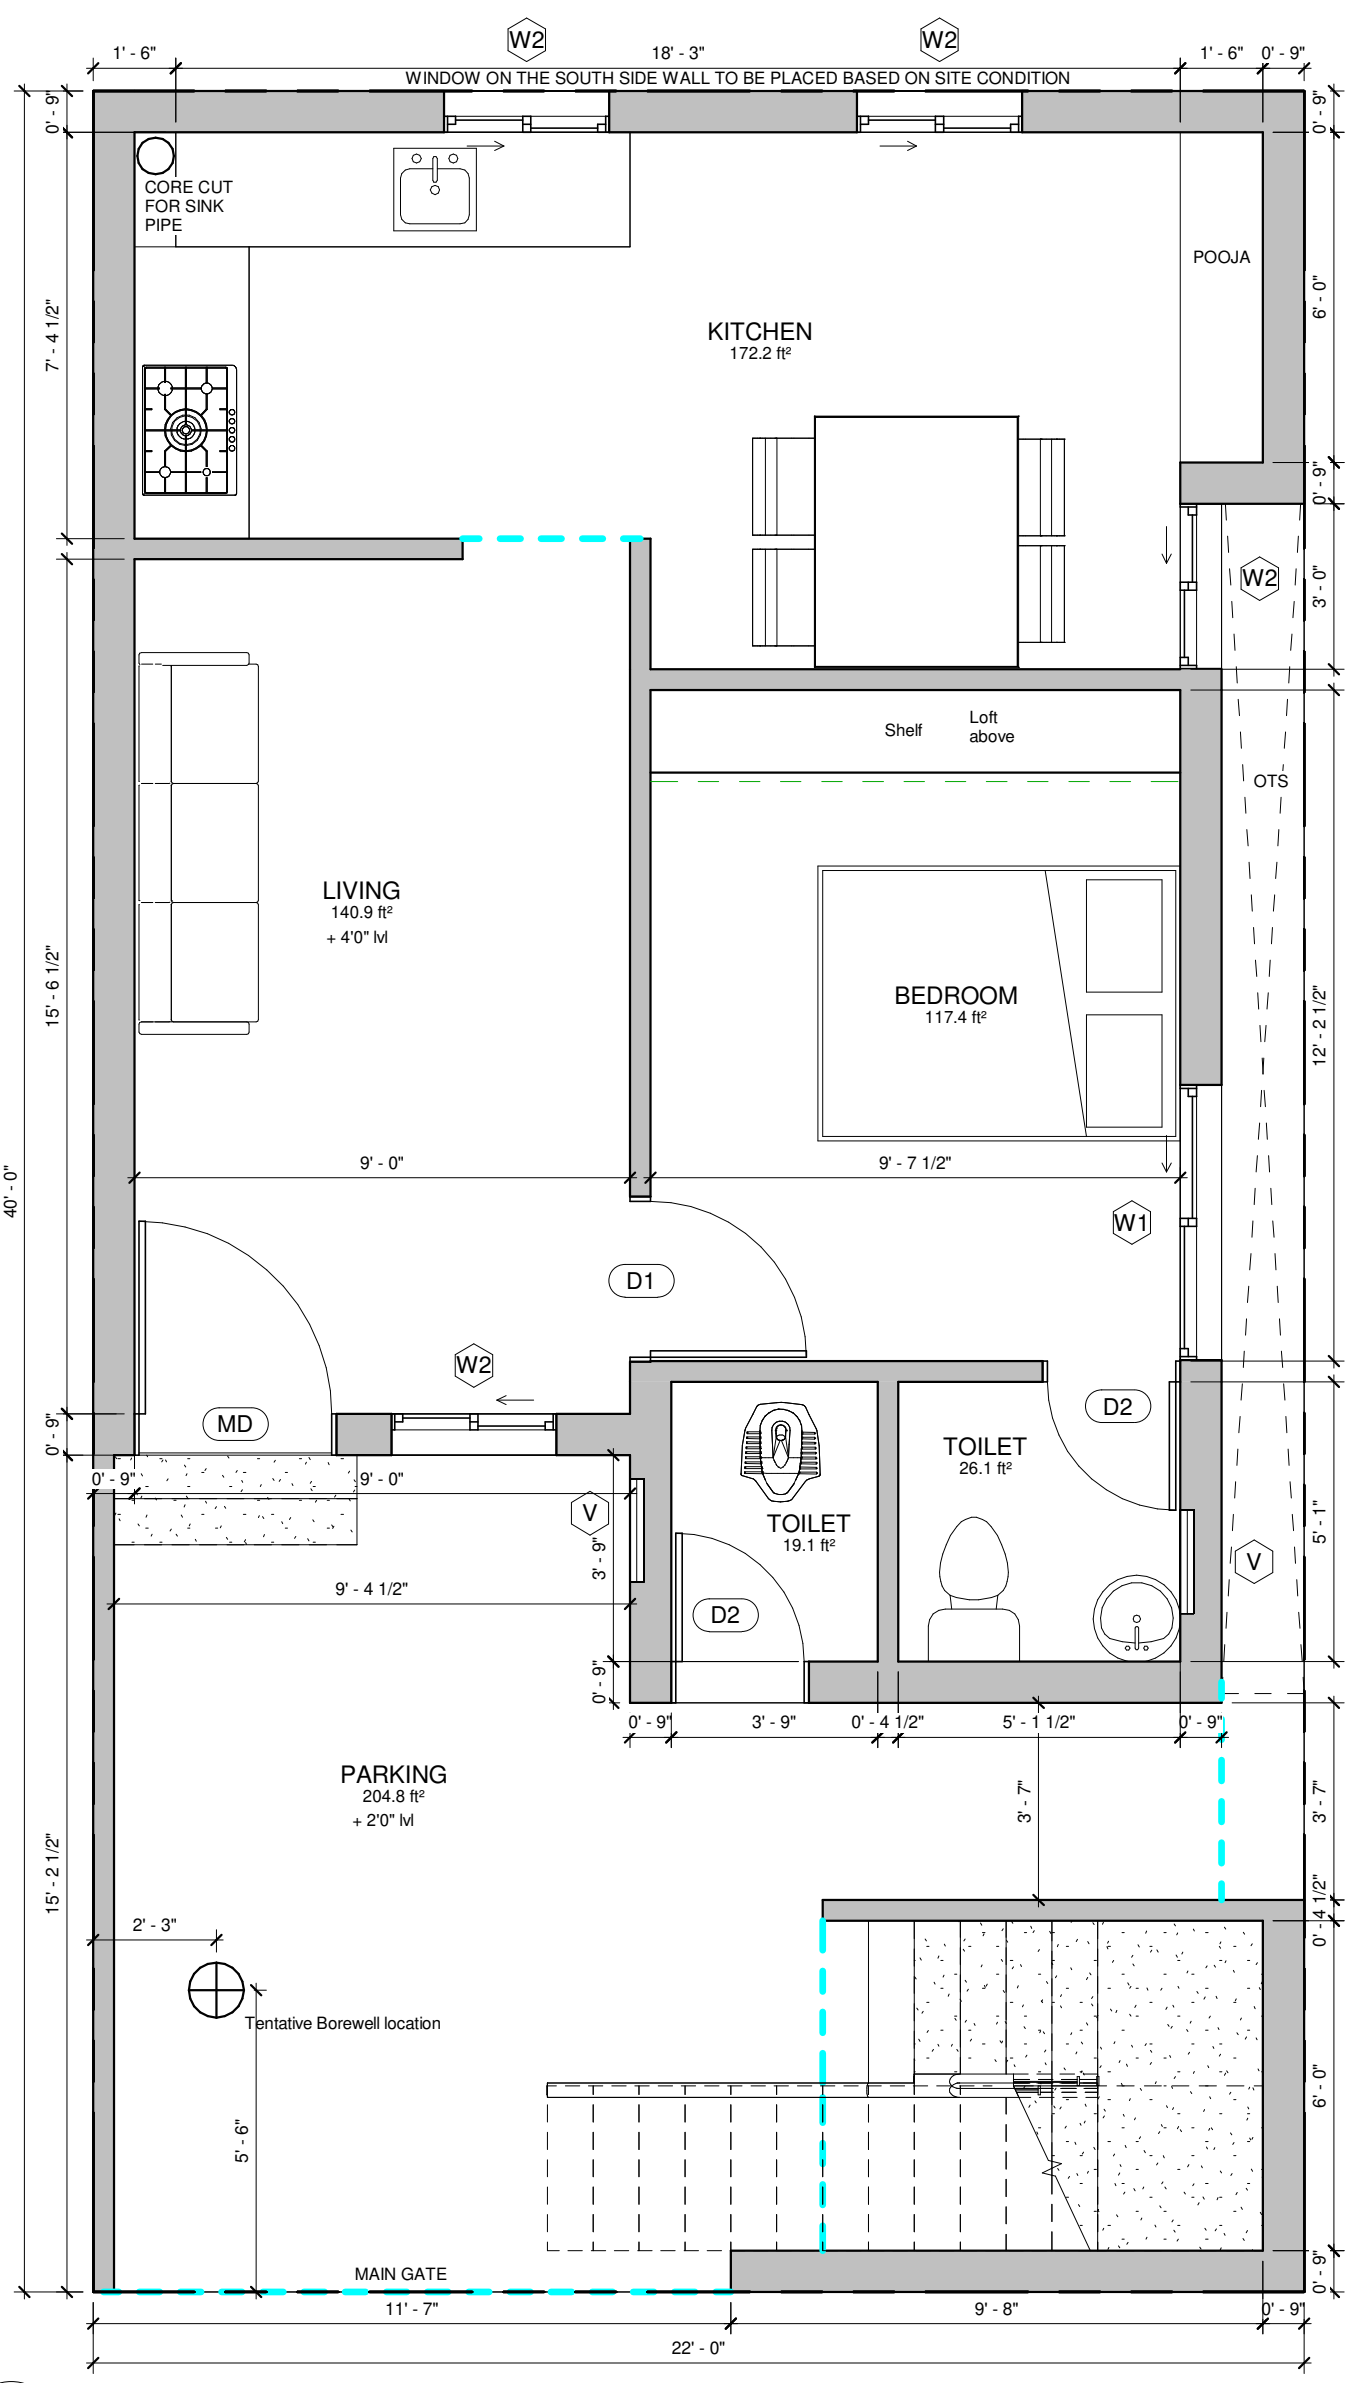 W2
W2
1' - 6"
18' - 3"
1' - 6"
0' - 9"
WINDOW ON THE SOUTH SIDE WALL TO BE PLACED BASED ON SITE CONDITION
0' - 9"
0' - 9"
CORE CUT
FOR SINK
PIPE
POOJA
6' - 0"
7' - 4 1/2"
KITCHEN
172.2 ft²
0' - 9"
W2
3' - 0"
Shelf
Loft
above
OTS
LIVING
140.9 ft²
+ 4'0" lvl
15' - 6 1/2"
BEDROOM
117.4 ft²
12' - 2 1/2"
9' - 0"
9' - 7 1/2"
40' - 0"
W1
D1
W2
MD
D2
0' - 9"
TOILET
26.1 ft²
0' - 9"
9' - 0"
V
TOILET
19.1 ft²
5' - 1"
V
3' - 9"
9' - 4 1/2"
D2
0' - 9"
0' - 9"
3' - 9"
0' - 4 1/2"
5' - 1 1/2"
0' - 9"
PARKING
204.8 ft²
+ 2'0" lvl
3' - 7"
3' - 7"
15' - 2 1/2"
0' - 4 1/2"
2' - 3"
Tentative Borewell location
5' - 6"
6' - 0"
MAIN GATE
0' - 9"
11' - 7"
9' - 8"
0' - 9"
22' - 0"